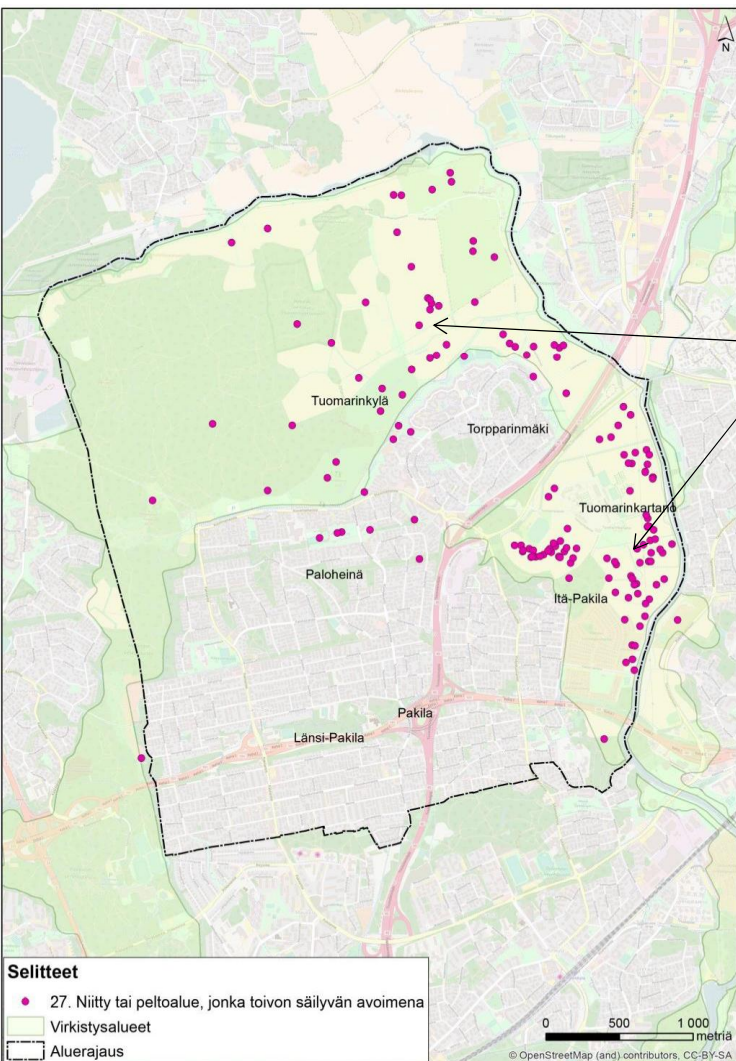 N
Tuomarinkylä
Torpparinmäki
Tuomarinkartano
Paloheinä
Itä-Pakila
Pakila
Länsi-Pakila
Selitteet
27. Niitty tai peltoalue, jonka toivon säilyvän avoimena
Virkistysalueet
Aluerajaus
0 500 1 000
metriä
© OpenStreetMap (and) contributors, CC-BY-SA